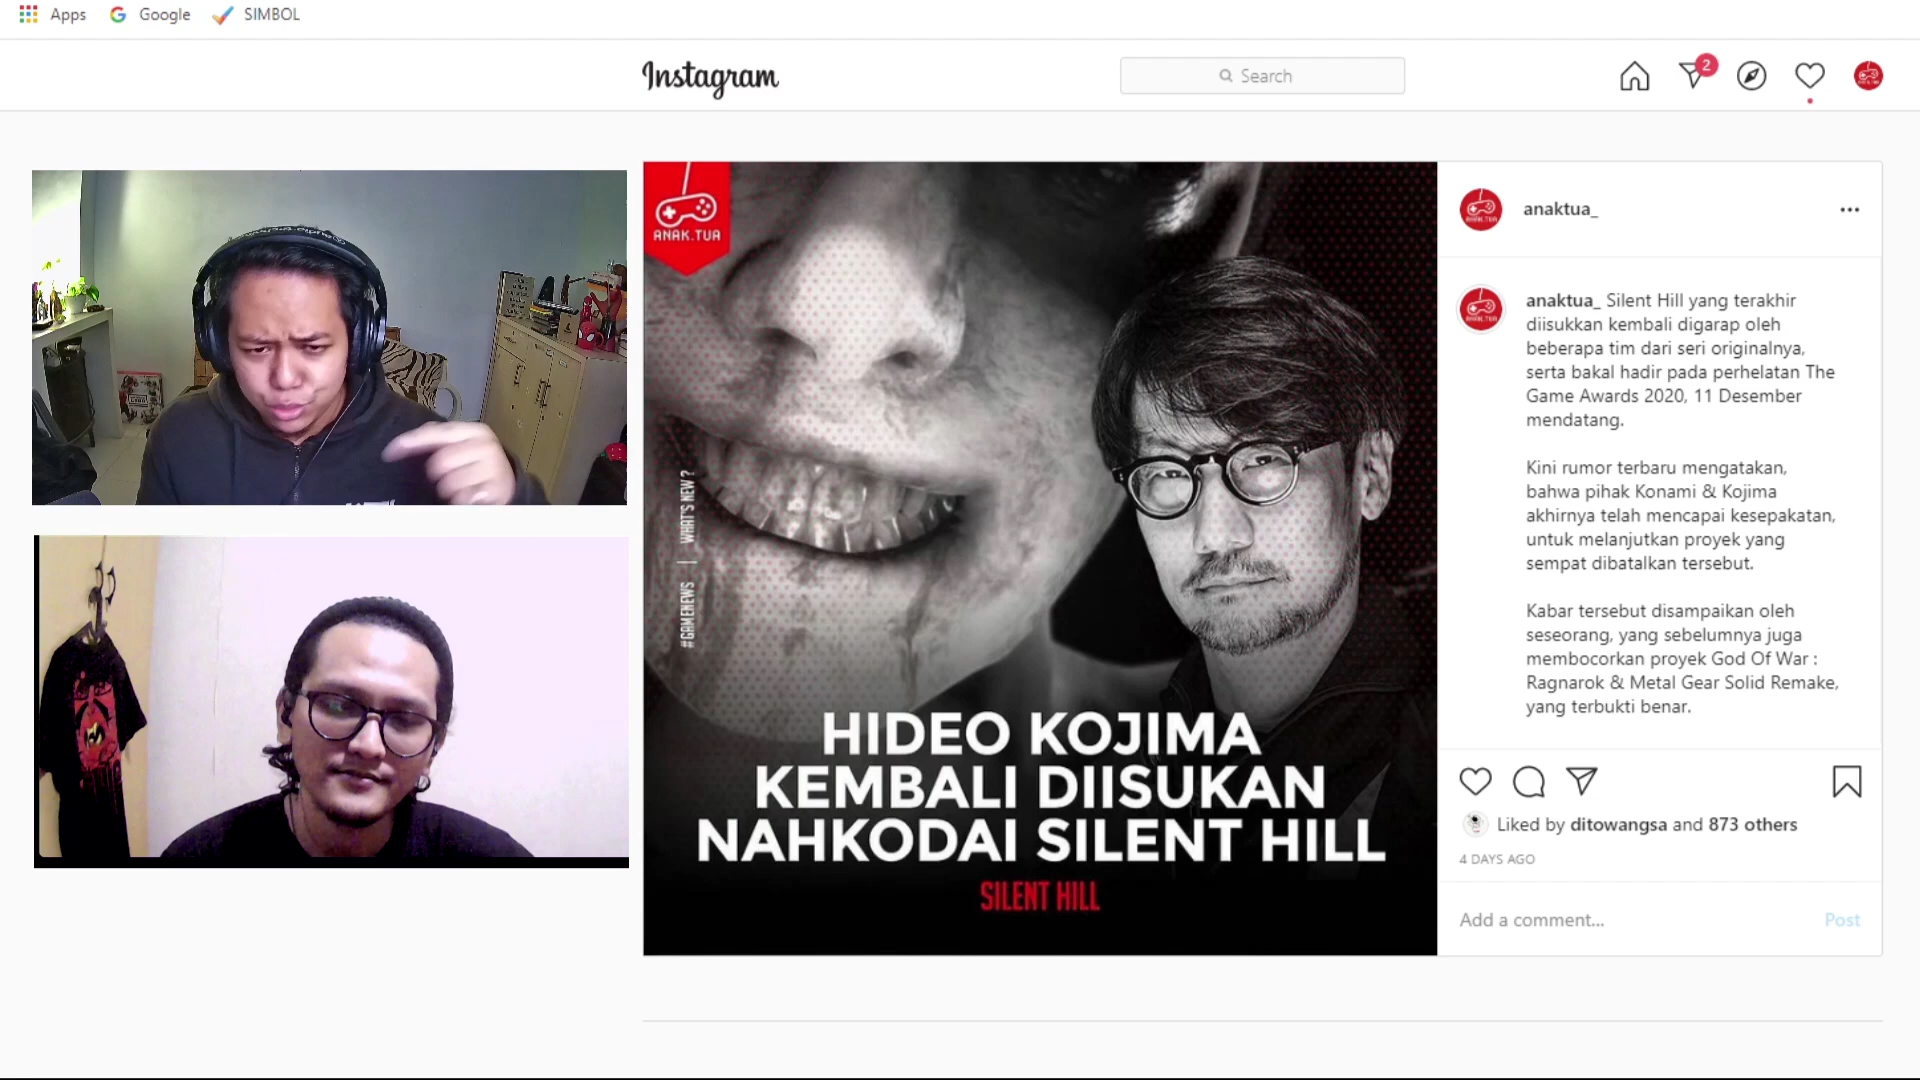 Apps
Google
SIMBOL
Instagram
Search
2
ANAK.TUA
#GAMENEWS | WHAT'S NEW ?
HIDEO KOJIMA
KEMBALI DIISUKAN
NAHKODAI SILENT HILL
SILENT HILL
anaktua_
anaktua_ Silent Hill yang terakhir
diisukkan kembali digarap oleh
beberapa tim dari seri originalnya,
serta bakal hadir pada perhelatan The
Game Awards 2020, 11 Desember
mendatang.
Kini rumor terbaru mengatakan,
bahwa pihak Konami & Kojima
akhirnya telah mencapai kesepakatan,
untuk melanjutkan proyek yang
sempat dibatalkan tersebut.
Kabar tersebut disampaikan oleh
seseorang, yang sebelumnya juga
membocorkan proyek God Of War :
Ragnarok & Metal Gear Solid Remake,
yang terbukti benar.
Liked by ditowangsa and 873 others
4 DAYS AGO
Add a comment...
Post